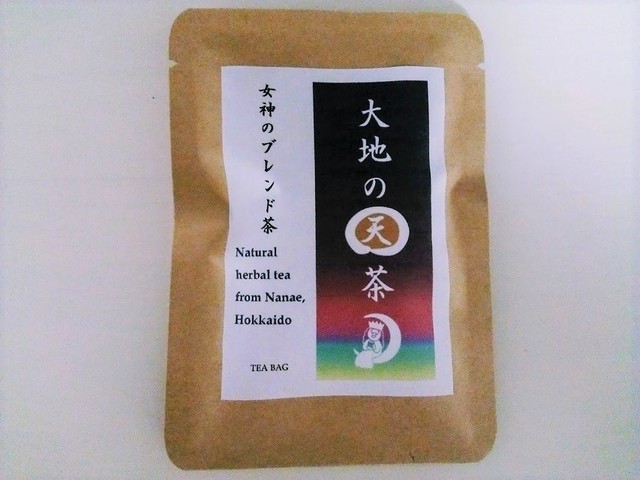 大地の天茶
女神のブレンド茶
Natural
herbal tea
from Nanae,
Hokkaido
TEA BAG